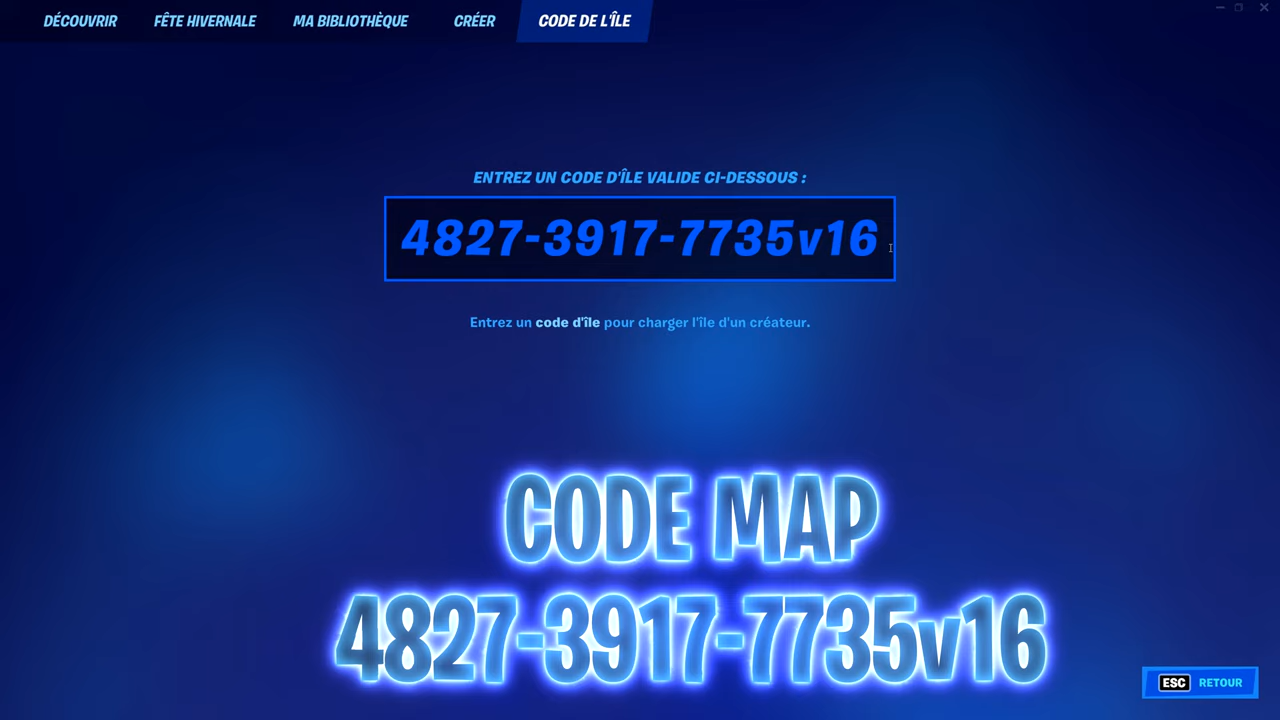 DÉCOUVRIR FÊTE HIVERNALE MA BIBLIOTHÈQUE CRÉER CODE DE L'ÎLE
ENTREZ UN CODE D'ÎLE VALIDE CI-DESSOUS :
4827-3917-7735v16
Entrez un code d'île pour charger l'île d'un créateur.
CODE MAP
4827-3917-7735v16
ESC RETOUR